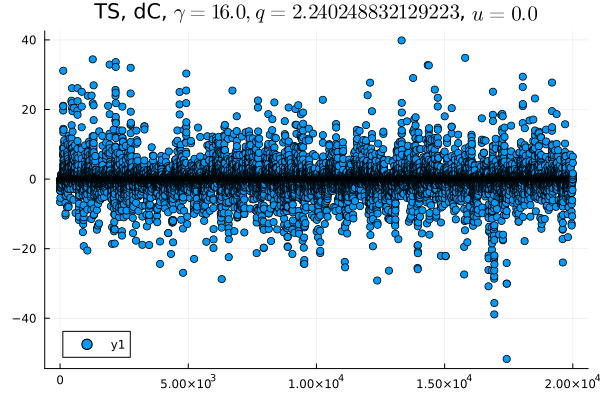 TS, dC, γ = 16.0, q = 2.240248832129223, u = 0.0
40
20
0
−20
−40
y1
0 5.00×10³ 1.00×10⁴ 1.50×10⁴ 2.00×10⁴